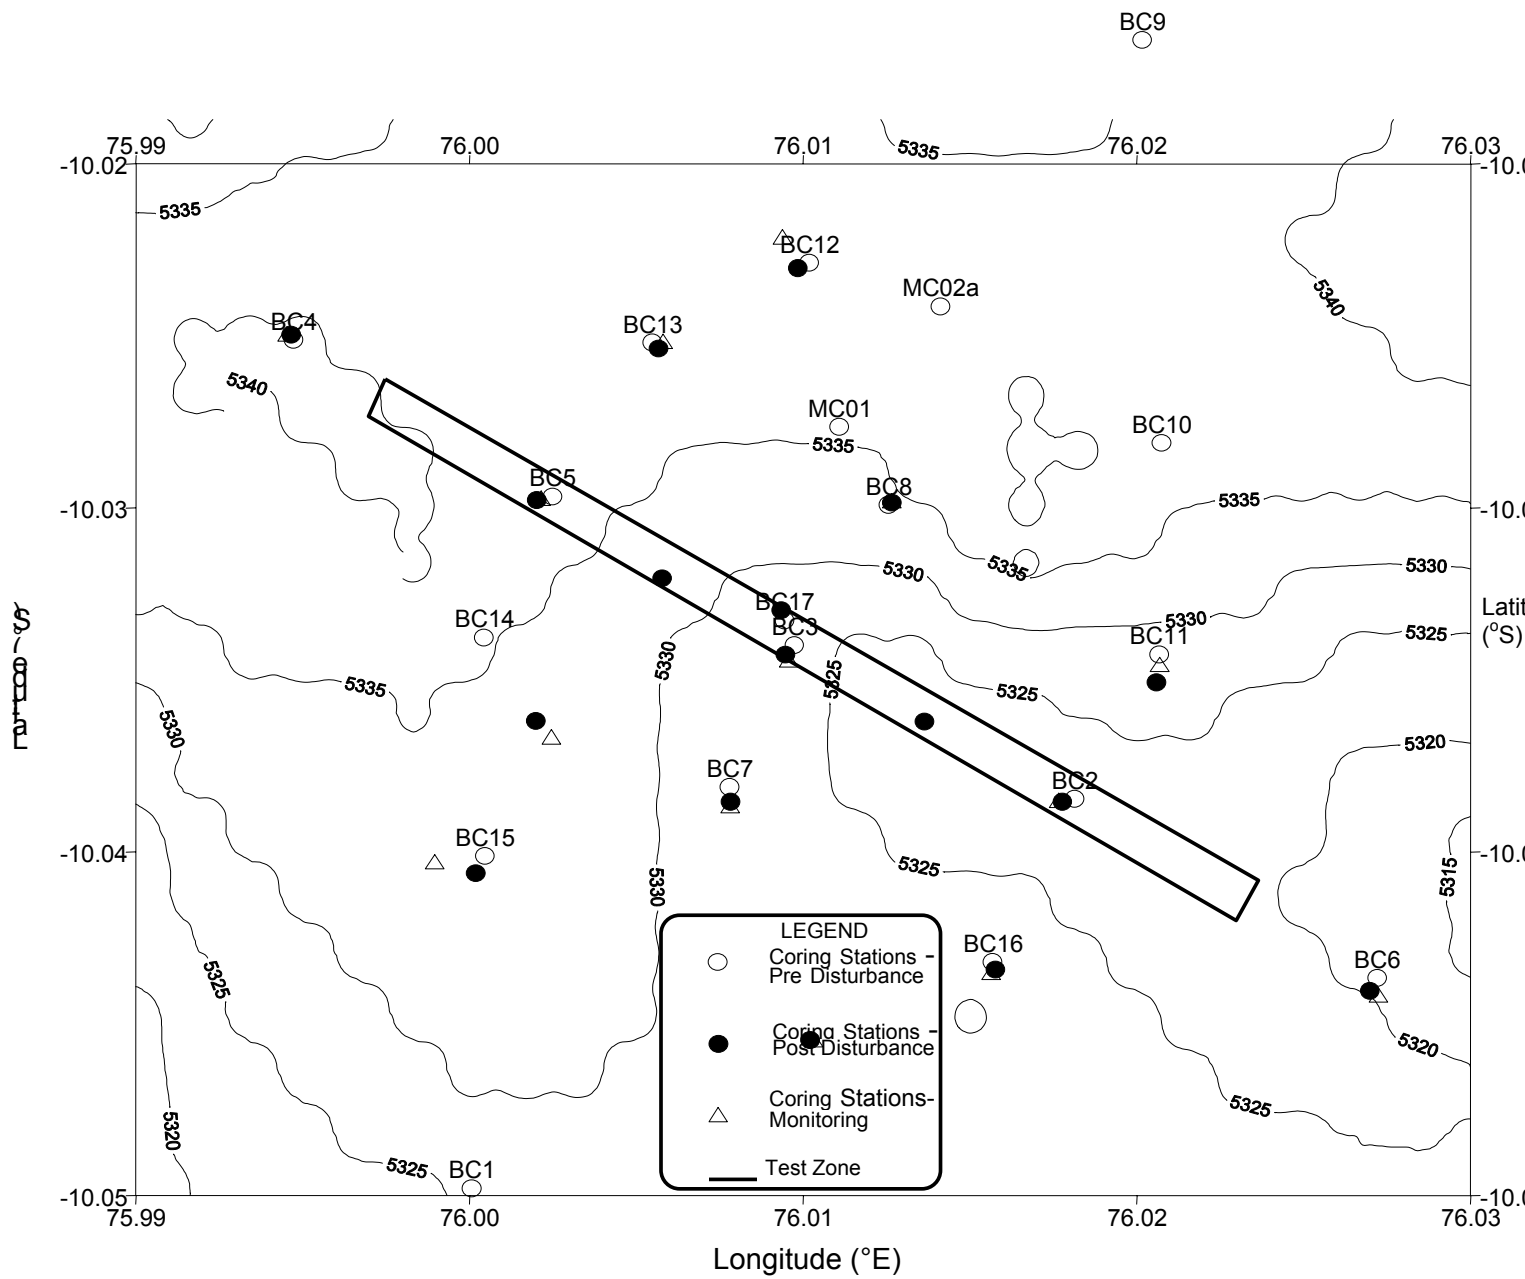 BC9
75.99 76.00 76.01 76.02 76.03
-10.02
5335
5335
BC12
5340
MC02a
BC4
BC13
5340
MC01
BC10
5335
BC5
BC8
-10.03
5335
5335
5330
5330
BC17
BC14
BC3
5330
BC11
5325
Latit
(°S)
Latitude (°S)
5330
5325
5325
5335
5330
5320
BC7
BC2
BC15
-10.04
5325
5315
5330
LEGEND
Coring Stations -
Pre Disturbance
Coring Stations -
Post Disturbance
Coring Stations-
Monitoring
Test Zone
BC16
BC6
5325
5320
5325
5320
5325
BC1
-10.05
75.99 76.00 76.01 76.02 76.03
Longitude (°E)